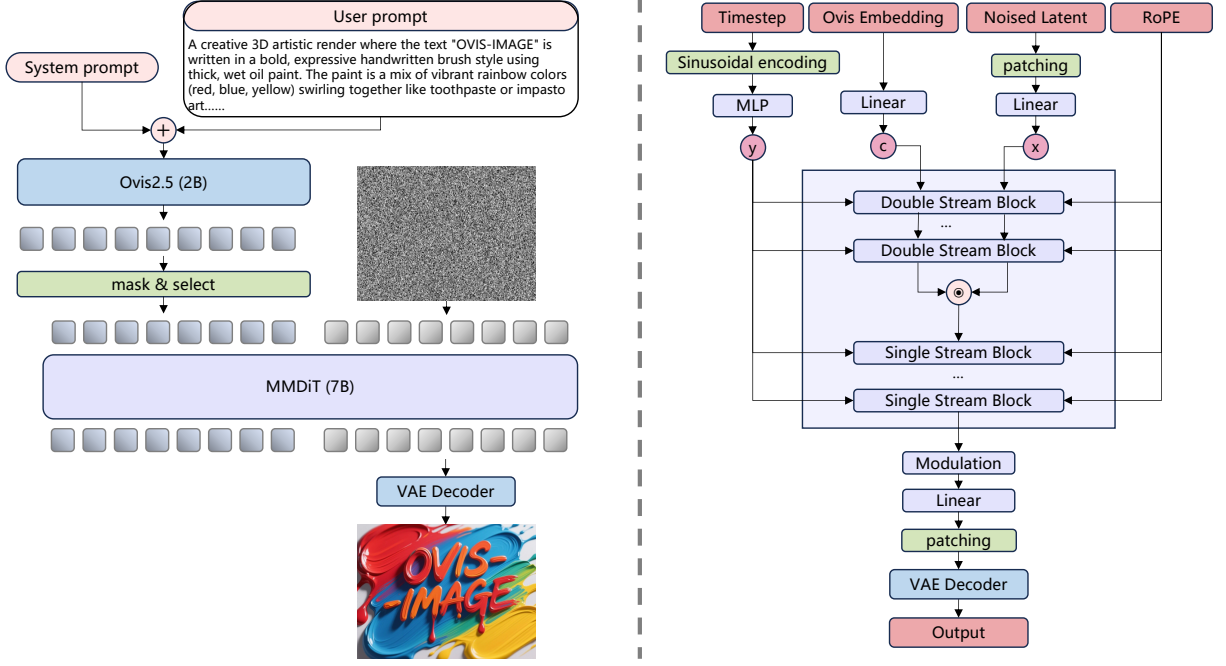 User prompt
A creative 3D artistic render where the text "OVIS-IMAGE" is
written in a bold, expressive handwritten brush style using
thick, wet oil paint. The paint is a mix of vibrant rainbow colors
(red, blue, yellow) swirling together like toothpaste or impasto
art......
System prompt
+
Ovis2.5 (2B)
mask & select
MMDiT (7B)
VAE Decoder
OVIS-
-IMAGE
Timestep
Ovis Embedding
Noised Latent
RoPE
Sinusoidal encoding
patching
MLP
Linear
Linear
y
c
x
Double Stream Block
...
Double Stream Block
Single Stream Block
...
Single Stream Block
Modulation
Linear
patching
VAE Decoder
Output